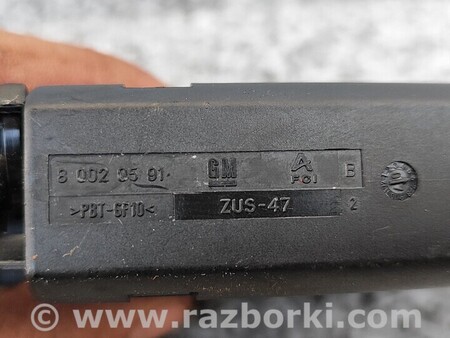 8 002 05 91 GM A FCI B
>PBT-GF10< ZUS-47 2
www.razborki.com